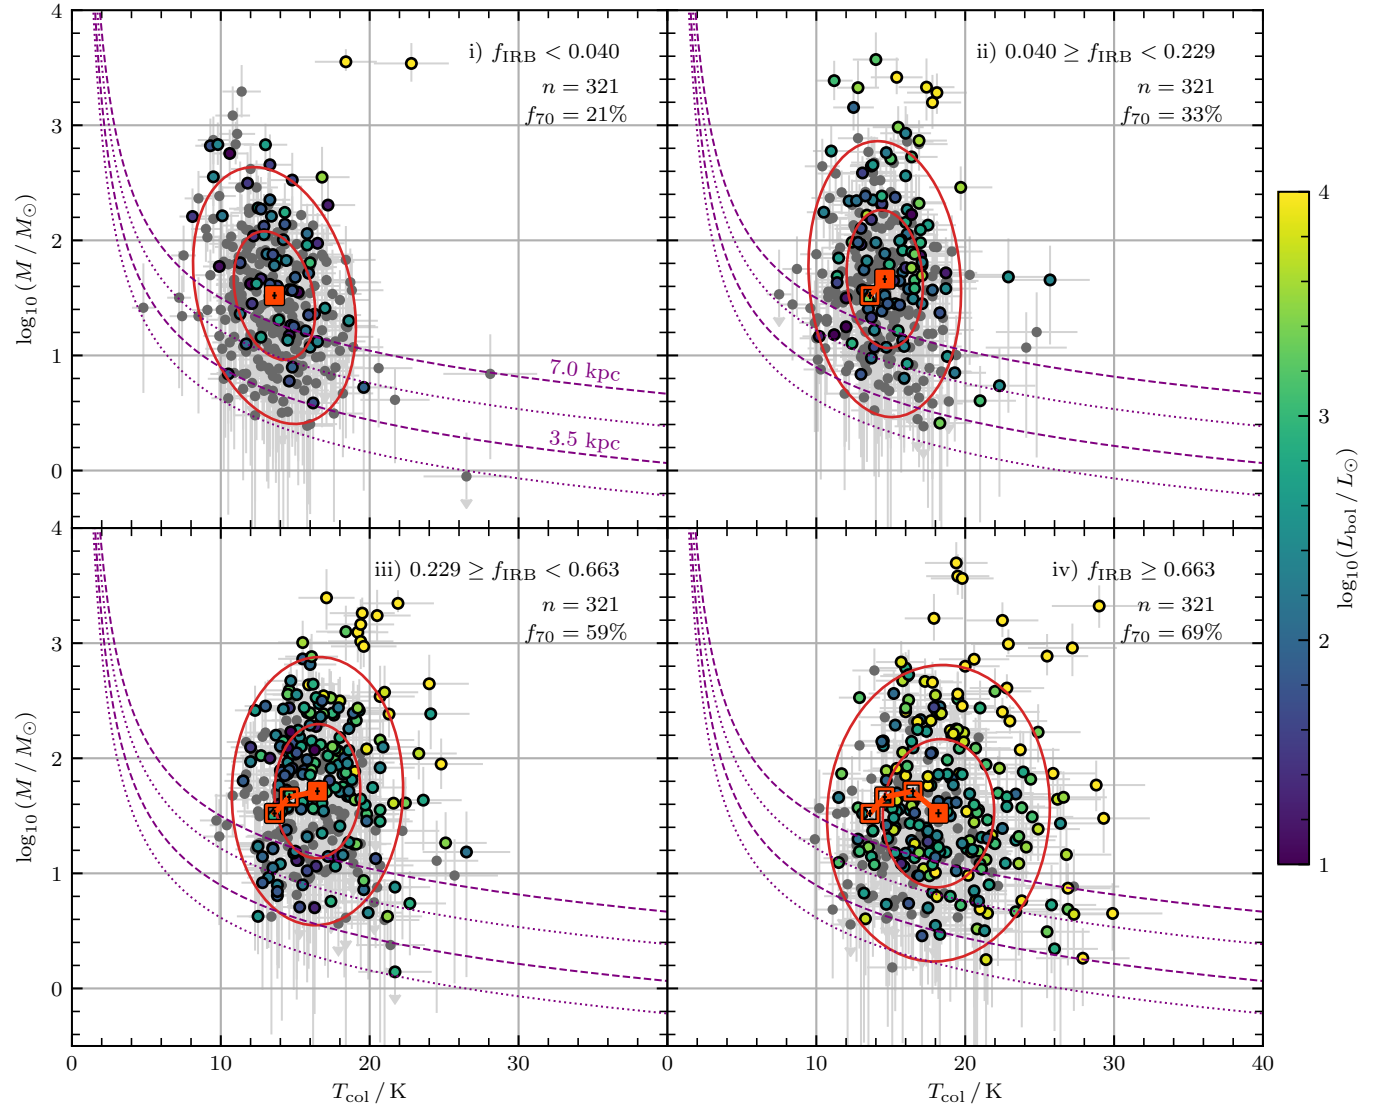 i) f_IRB < 0.040
n = 321
f_70 = 21%
ii) 0.040 ≥ f_IRB < 0.229
n = 321
f_70 = 33%
4
3
2
1
0
log₁₀(M / M⊙)
7.0 kpc
3.5 kpc
iii) 0.229 ≥ f_IRB < 0.663
n = 321
f_70 = 59%
iv) f_IRB ≥ 0.663
n = 321
f_70 = 69%
4
3
2
1
0
log₁₀(M / M⊙)
0 10 20 30 0 10 20 30 40
T_col / K T_col / K
4
3
2
1
log₁₀(L_bol / L⊙)